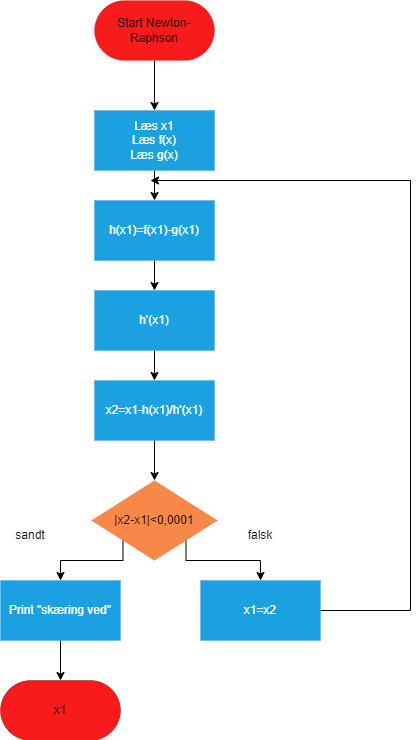 Start Newton-
Raphson
Læs x1
Læs f(x)
Læs g(x)
h(x1)=f(x1)-g(x1)
h'(x1)
x2=x1-h(x1)/h'(x1)
|x2-x1|<0,0001
sandt
falsk
Print "skæring ved"
x1=x2
x1